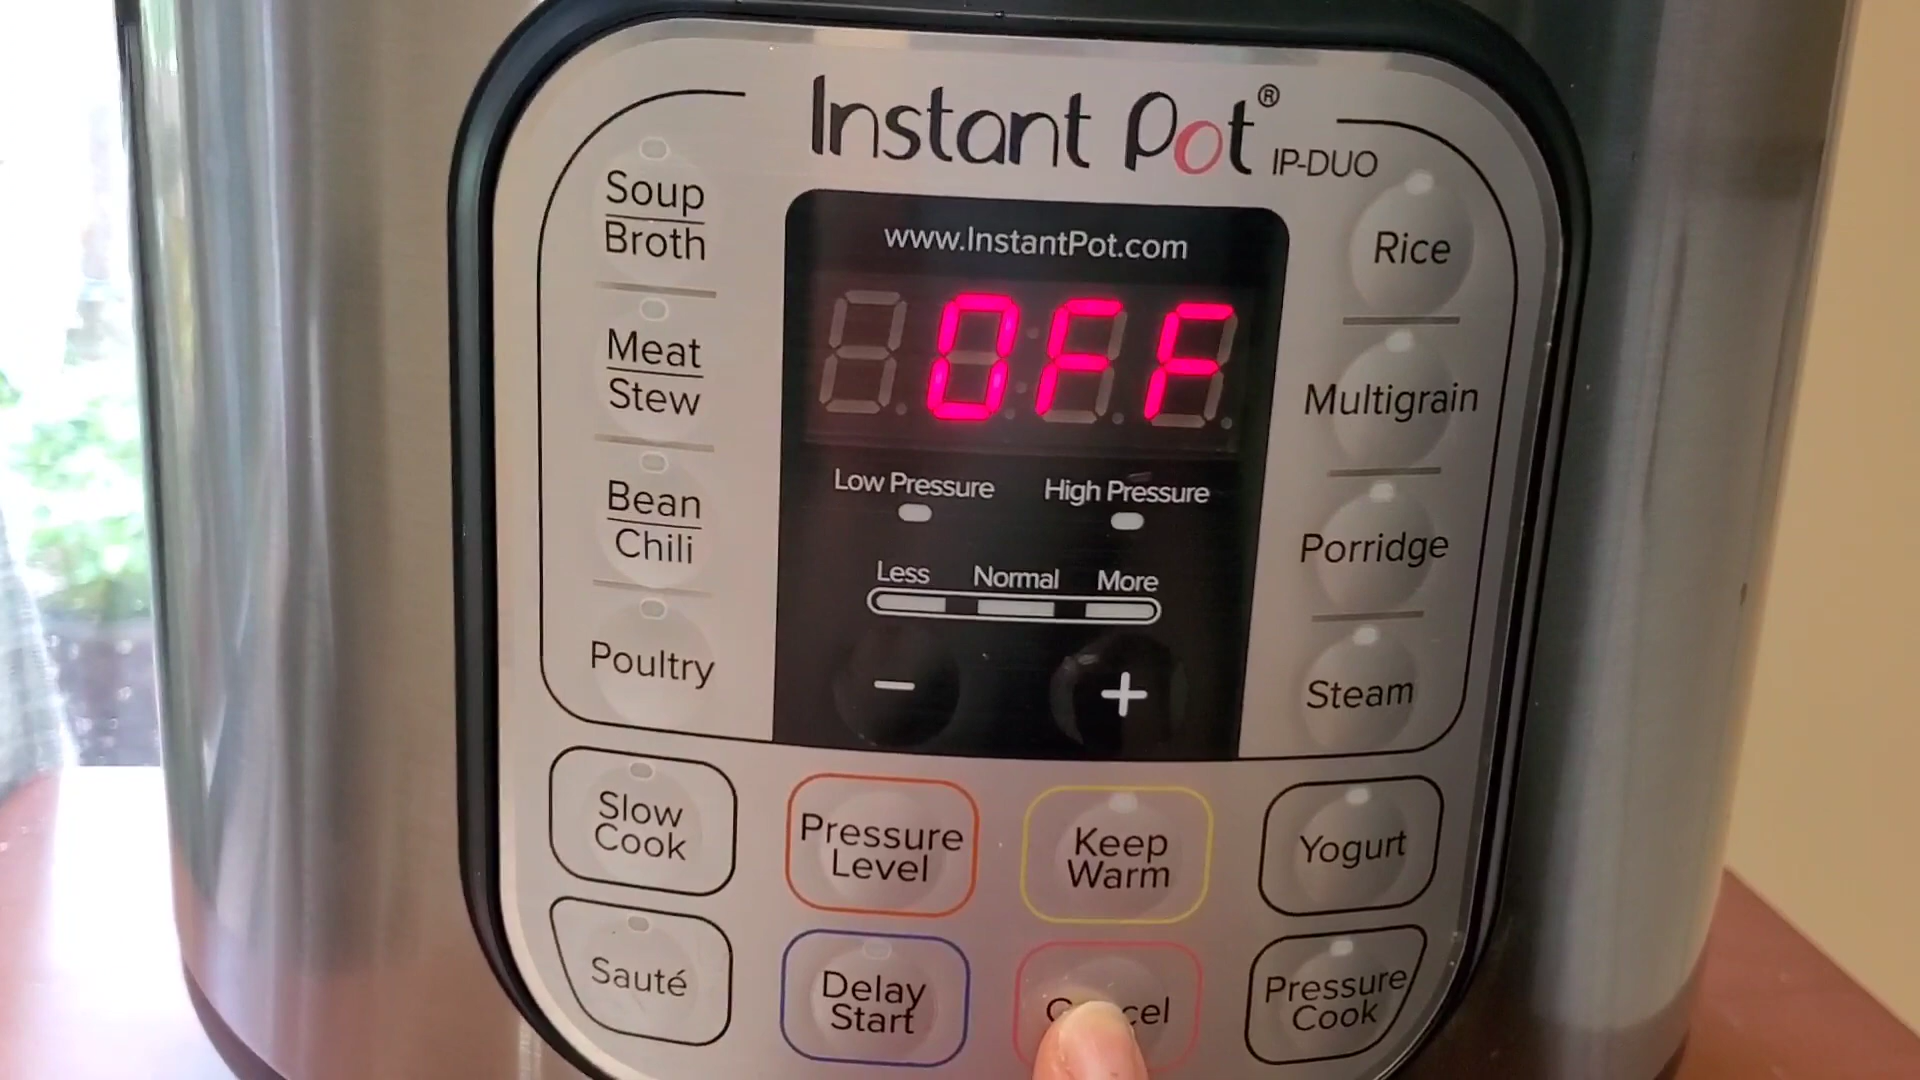 Instant Pot® IP-DUO
www.InstantPot.com
OFF
Low Pressure High Pressure
Less Normal More
− +
Soup
Broth
Meat
Stew
Bean
Chili
Poultry
Rice
Multigrain
Porridge
Steam
Slow
Cook
Pressure
Level
Keep
Warm
Yogurt
Sauté
Delay
Start
Cancel
Pressure
Cook